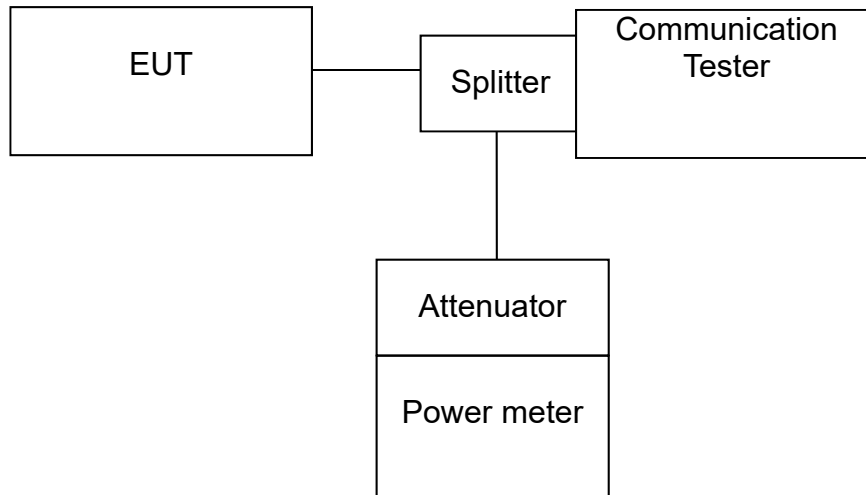 EUT
Splitter
Communication
Tester
Attenuator
Power meter